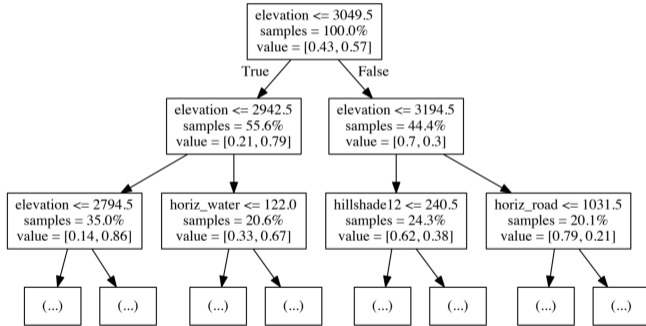 elevation <= 3049.5
samples = 100.0%
value = [0.43, 0.57]
True
False
elevation <= 2942.5
samples = 55.6%
value = [0.21, 0.79]
elevation <= 3194.5
samples = 44.4%
value = [0.7, 0.3]
elevation <= 2794.5
samples = 35.0%
value = [0.14, 0.86]
horiz_water <= 122.0
samples = 20.6%
value = [0.33, 0.67]
hillshade12 <= 240.5
samples = 24.3%
value = [0.62, 0.38]
horiz_road <= 1031.5
samples = 20.1%
value = [0.79, 0.21]
(...)
(...)
(...)
(...)
(...)
(...)
(...)
(...)